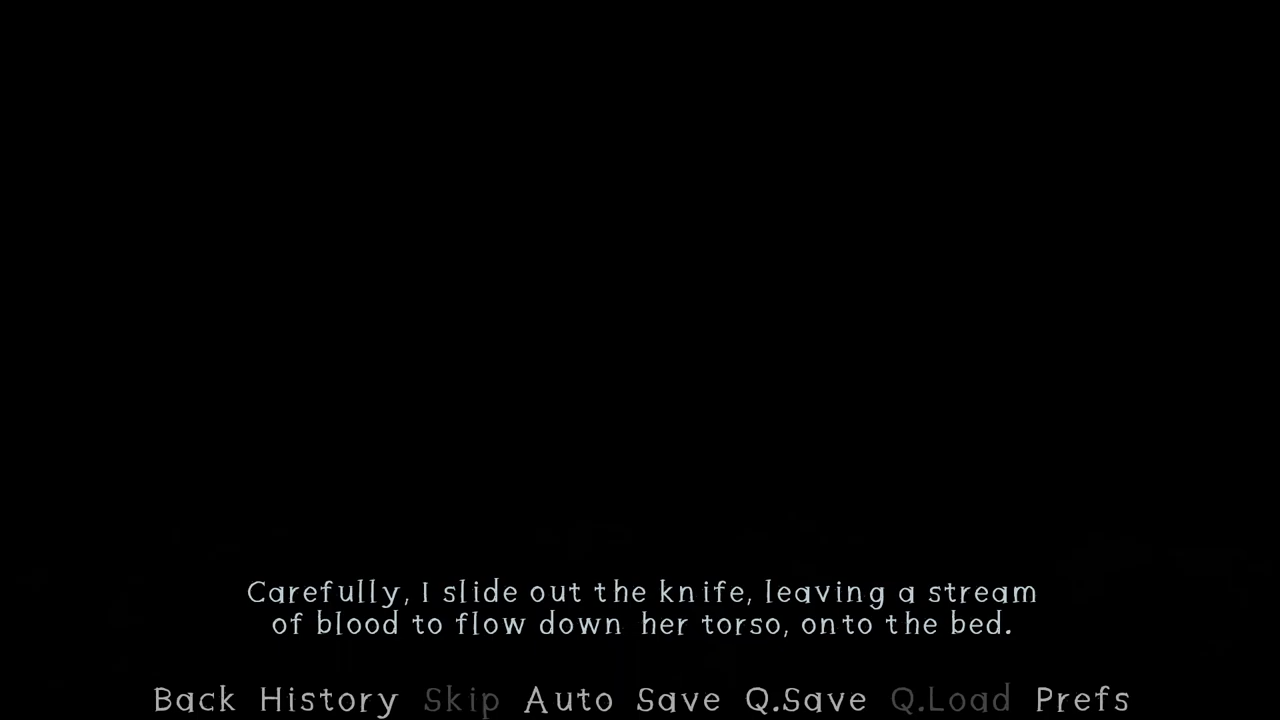 Carefully, I slide out the knife, leaving a stream
of blood to flow down her torso, onto the bed.
Back History Skip Auto Save Q.Save Q.Load Prefs